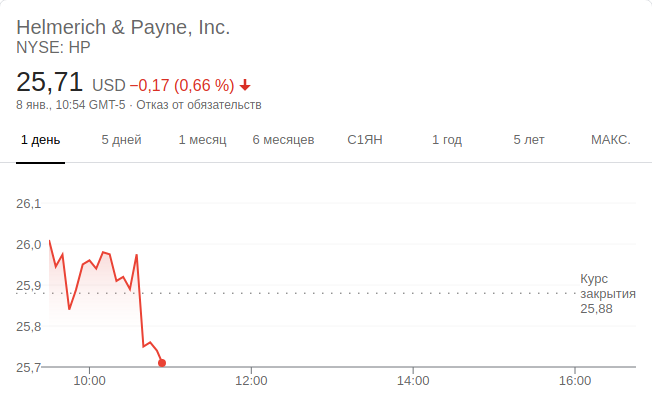 Helmerich & Payne, Inc.
NYSE: HP
25,71 USD −0,17 (0,66 %)
8 янв., 10:54 GMT-5 · Отказ от обязательств
1 день 5 дней 1 месяц 6 месяцев С1ЯН 1 год 5 лет МАКС.
26,1
26,0
25,9
25,8
25,7
Курс
закрытия
25,88
10:00 12:00 14:00 16:00